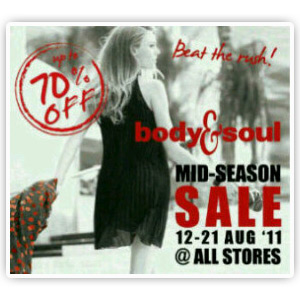 up to
70%
OFF
Beat the rush!
body&soul
MID-SEASON
SALE
12-21 AUG '11
@ ALL STORES